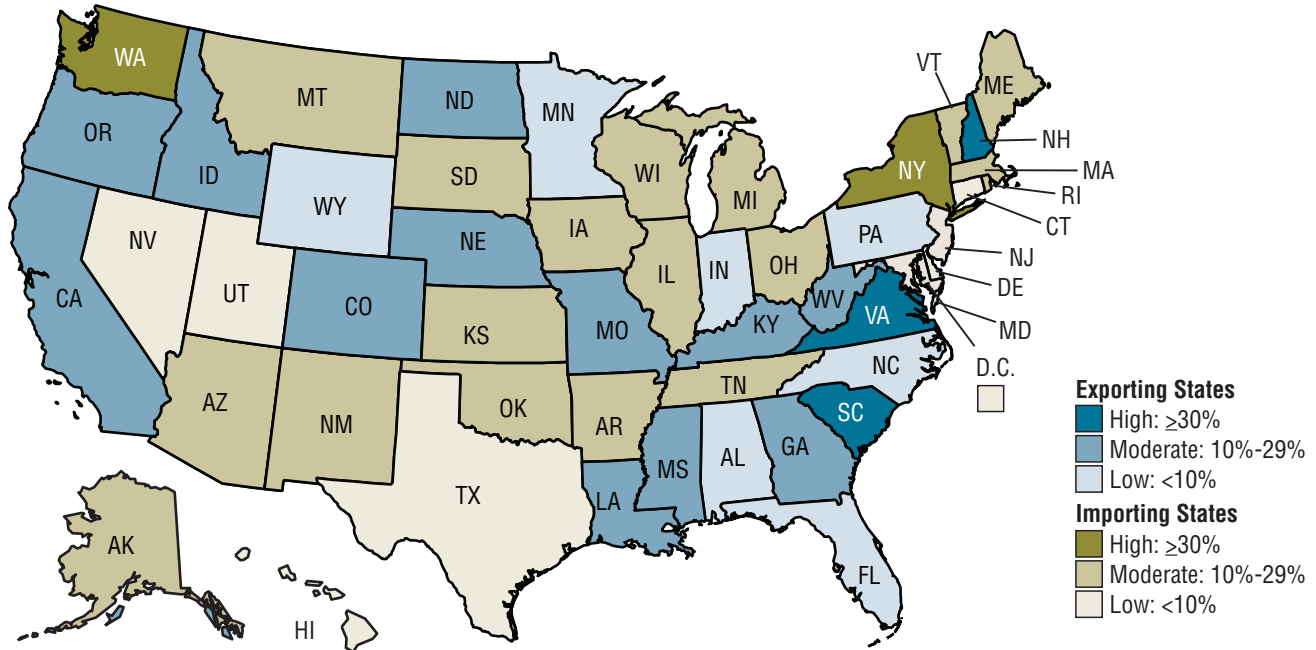 WA
MT
ND
MN
VT
ME
OR
ID
SD
WI
MI
NY
NH
MA
RI
CT
WY
NV
UT
CA
CO
NE
IA
IL
IN
OH
PA
NJ
DE
MD
D.C.
WV
VA
KS
MO
KY
NC
TN
AZ
NM
OK
AR
SC
MS
AL
GA
TX
LA
FL
AK
HI
Exporting States
High: ≥30%
Moderate: 10%-29%
Low: <10%
Importing States
High: ≥30%
Moderate: 10%-29%
Low: <10%